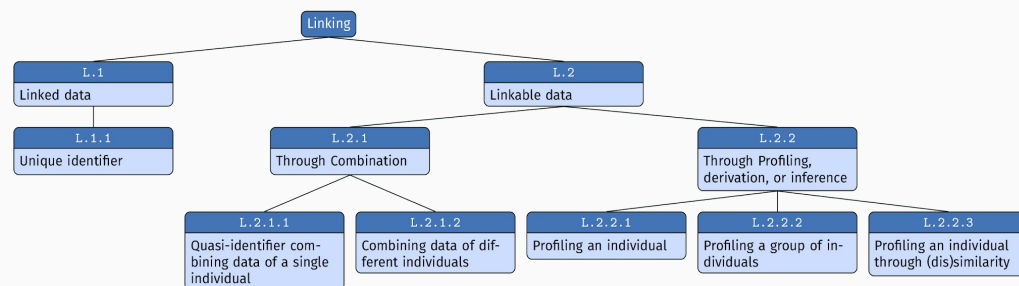 Linking
L.1
Linked data
L.2
Linkable data
L.1.1
Unique identifier
L.2.1
Through Combination
L.2.2
Through Profiling,
derivation, or inference
L.2.1.1
Quasi-identifier com-
bining data of a single
individual
L.2.1.2
Combining data of dif-
ferent individuals
L.2.2.1
Profiling an individual
L.2.2.2
Profiling a group of in-
dividuals
L.2.2.3
Profiling an individual
through (dis)similarity